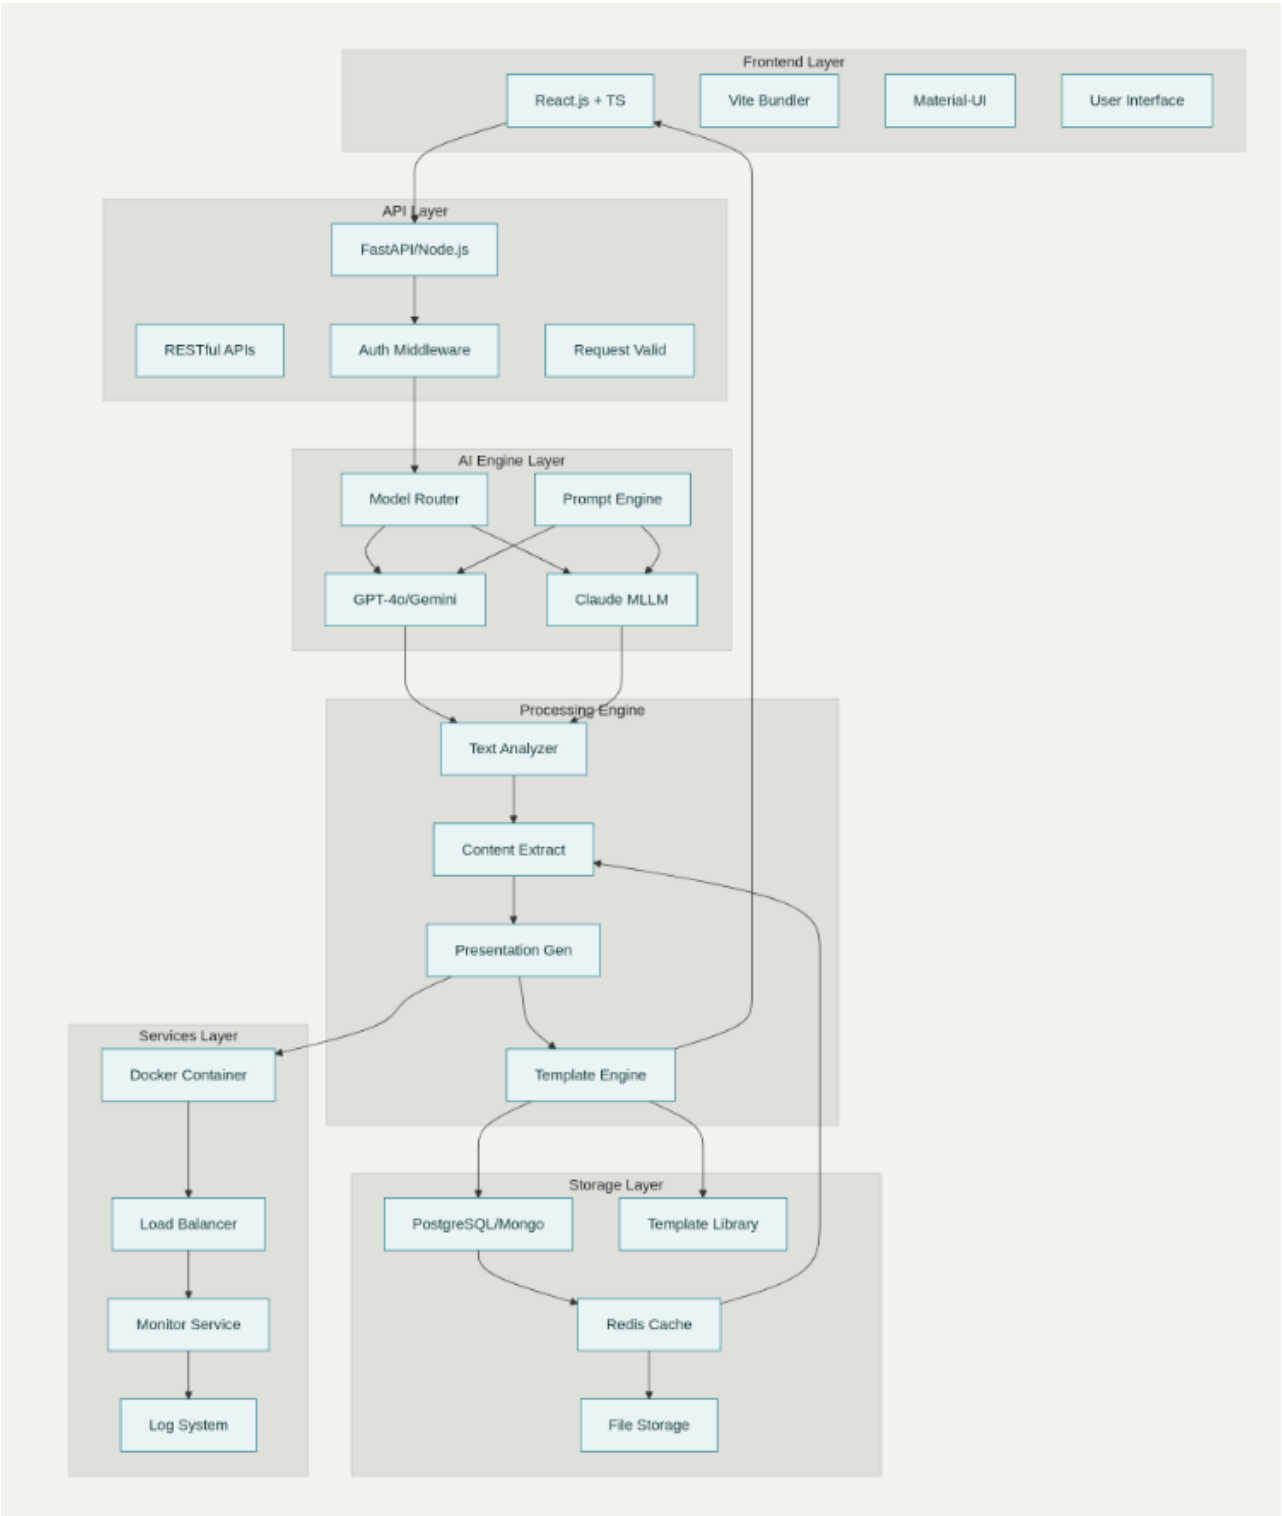 Frontend Layer
React.js + TS
Vite Bundler
Material-UI
User Interface
API Layer
FastAPI/Node.js
RESTful APIs
Auth Middleware
Request Valid
AI Engine Layer
Model Router
Prompt Engine
GPT-4o/Gemini
Claude MLLM
Processing Engine
Text Analyzer
Content Extract
Presentation Gen
Template Engine
Services Layer
Docker Container
Load Balancer
Monitor Service
Log System
Storage Layer
PostgreSQL/Mongo
Template Library
Redis Cache
File Storage